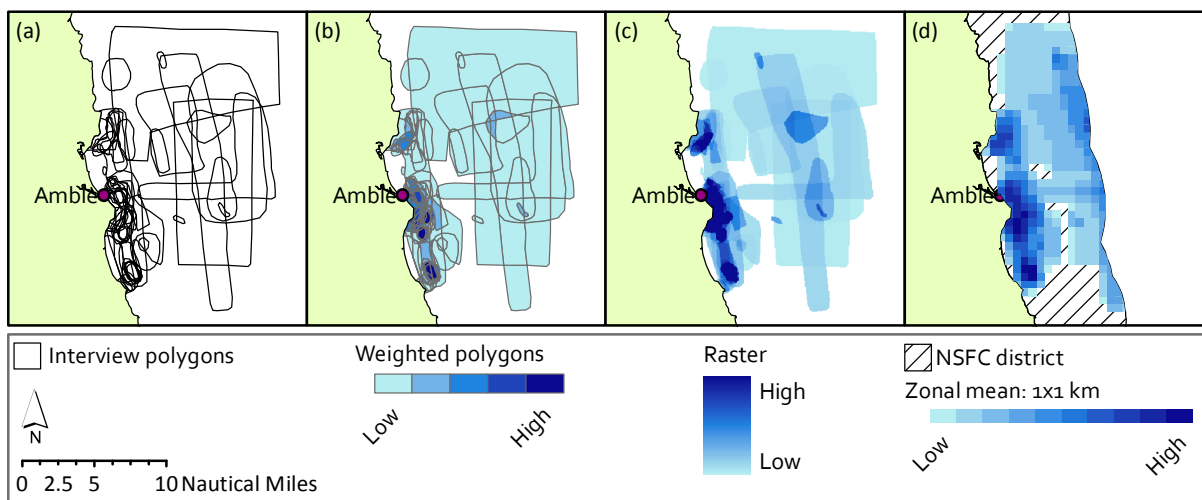 (a)
(b)
(c)
(d)
Amble
Amble
Amble
Amble
Interview polygons
N
0 2.5 5 10 Nautical Miles
Weighted polygons
Low
High
Raster
High
Low
NSFC district
Zonal mean: 1x1 km
Low
High